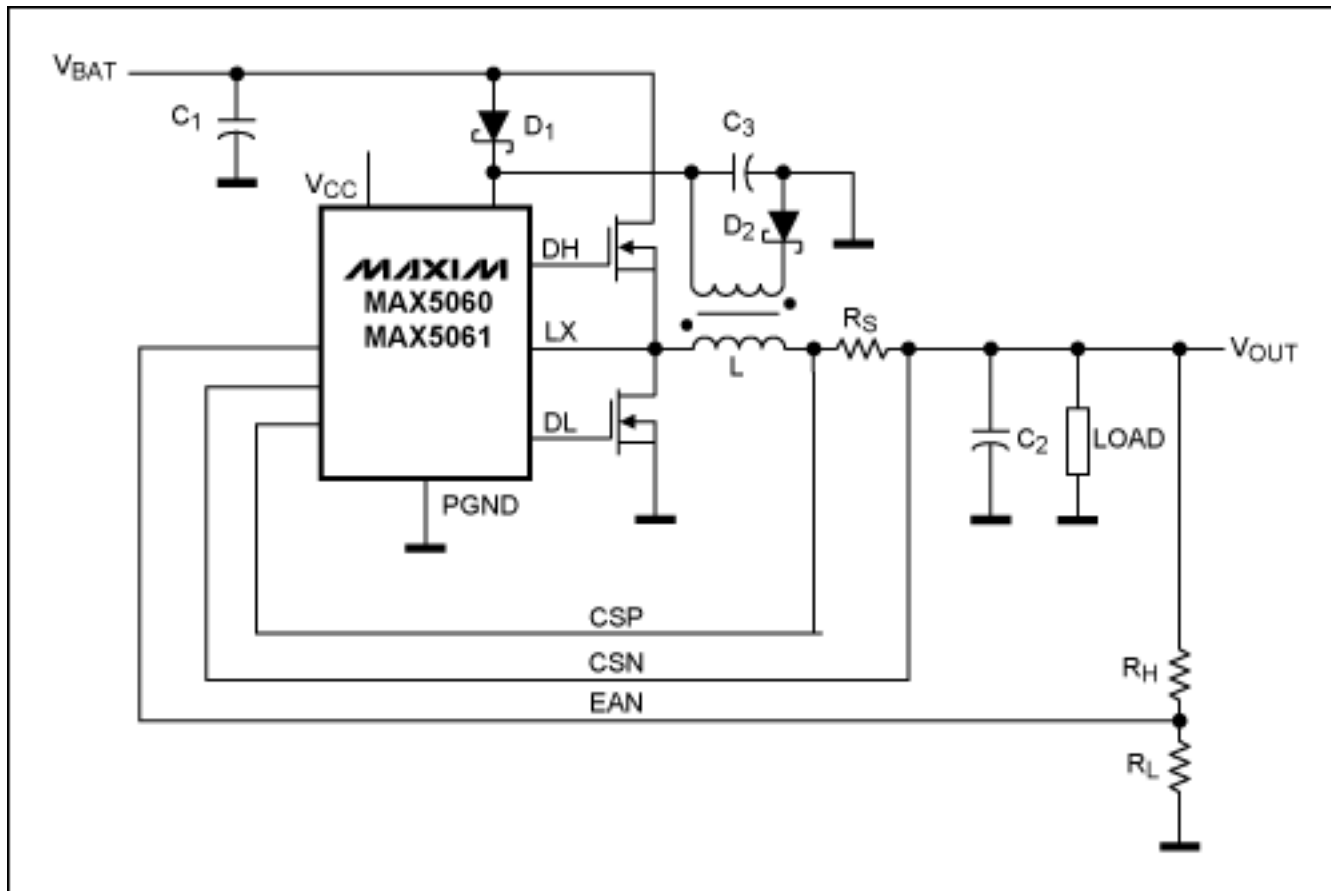 VBAT
C1
D1
C3
VCC
D2
DH
MAXIM
MAX5060
MAX5061
LX
RS
L
VOUT
DL
C2
LOAD
PGND
CSP
CSN
RH
EAN
RL